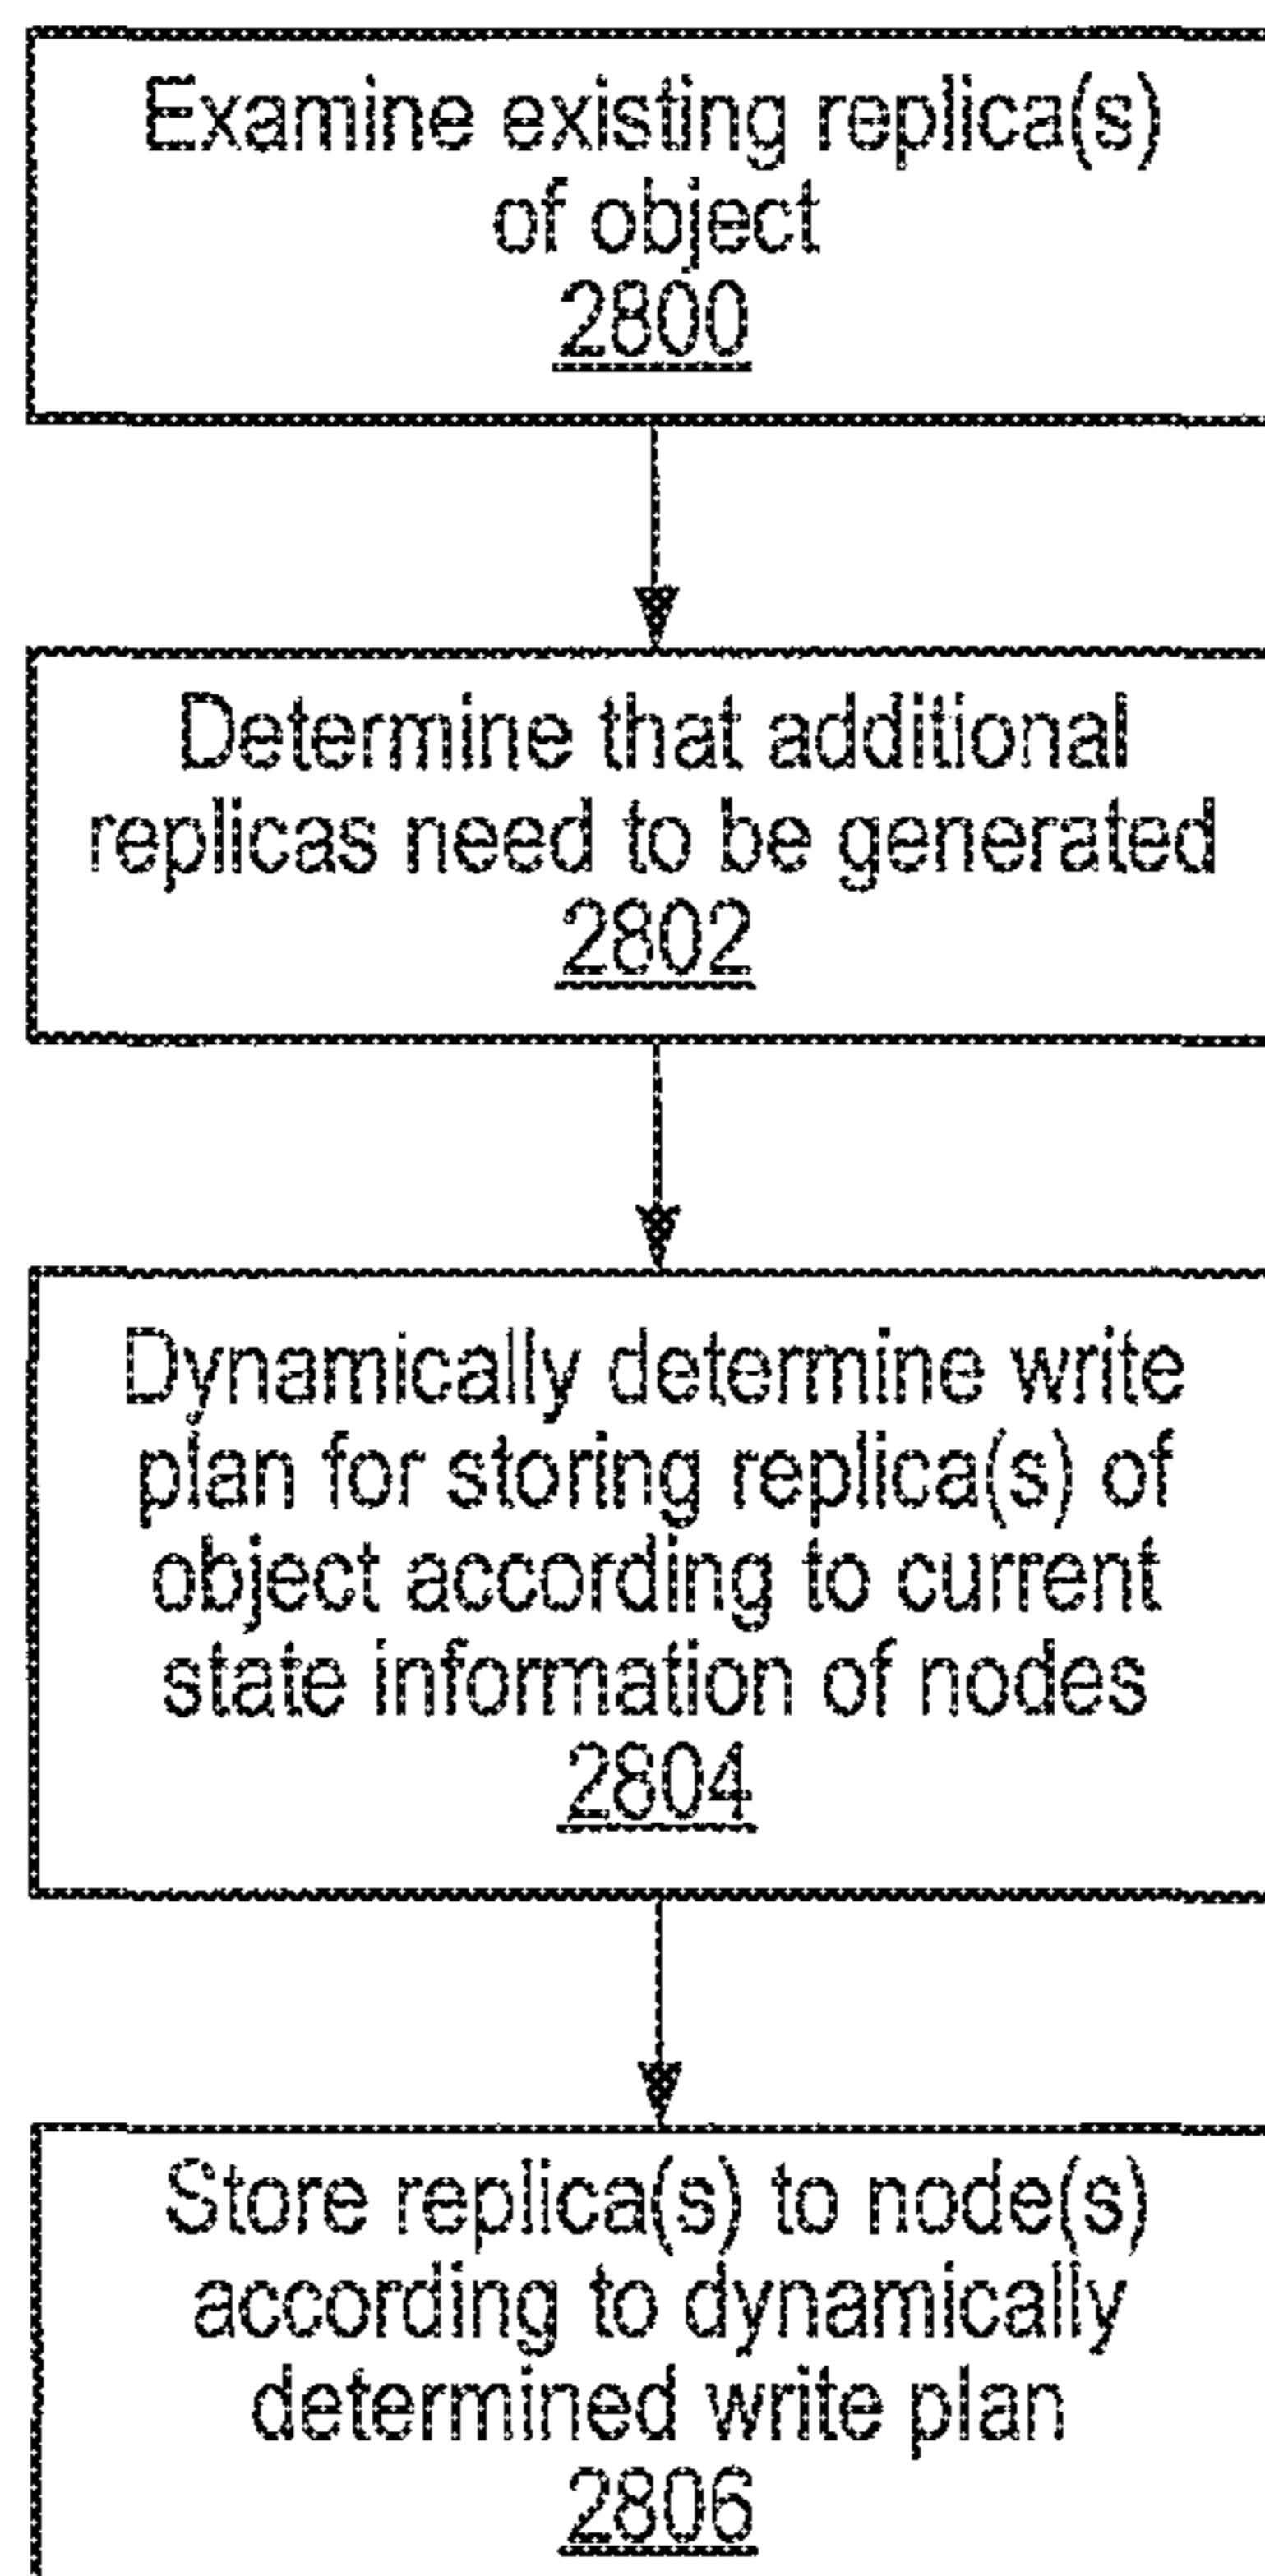 Examine existing replica(s)
of object
2800
Determine that additional
replicas need to be generated
2802
Dynamically determine write
plan for storing replica(s) of
object according to current
state information of nodes
2804
Store replica(s) to node(s)
according to dynamically
determined write plan
2806